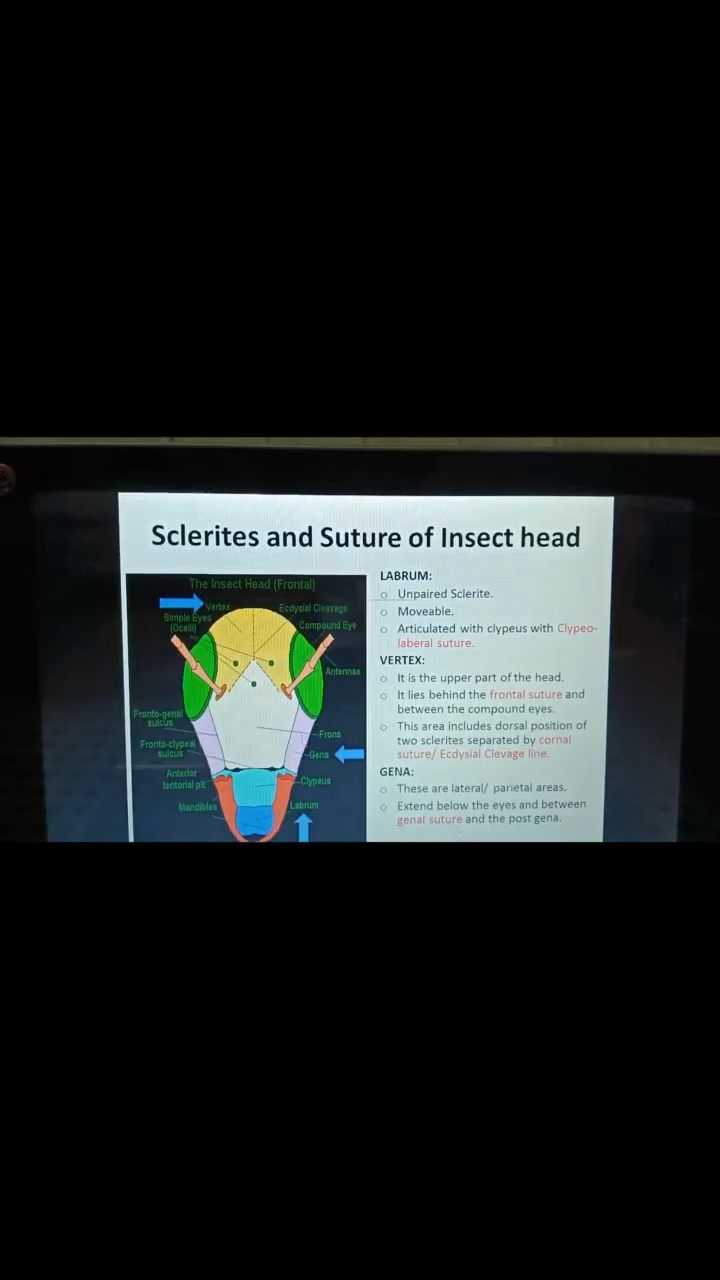 Sclerites and Suture of Insect head
The Insect Head (Frontal)
Vertex
Ecdysial Cleavage
Simple Eyes
(Ocelli)
Compound Eye
Antennae
Fronto-genal
sulcus
Frons
Fronto-clypeal
sulcus
Gena
Anterior
tentorial pit
Clypeus
Mandibles
Labrum
LABRUM:
o Unpaired Sclerite.
o Moveable.
o Articulated with clypeus with Clypeo-
laberal suture.
VERTEX:
o It is the upper part of the head.
o It lies behind the frontal suture and
between the compound eyes.
o This area includes dorsal position of
two sclerites separated by cornal
suture/ Ecdysial Clevage line.
GENA:
o These are lateral/ parietal areas.
o Extend below the eyes and between
genal suture and the post gena.